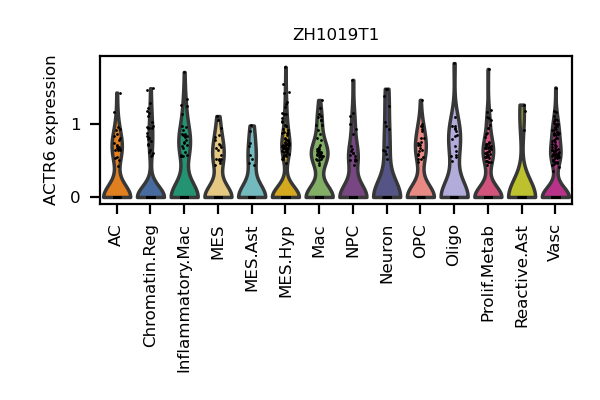 ZH1019T1
ACTR6 expression
1
0
AC
Chromatin.Reg
Inflammatory.Mac
MES
MES.Ast
MES.Hyp
Mac
NPC
Neuron
OPC
Oligo
Prolif.Metab
Reactive.Ast
Vasc